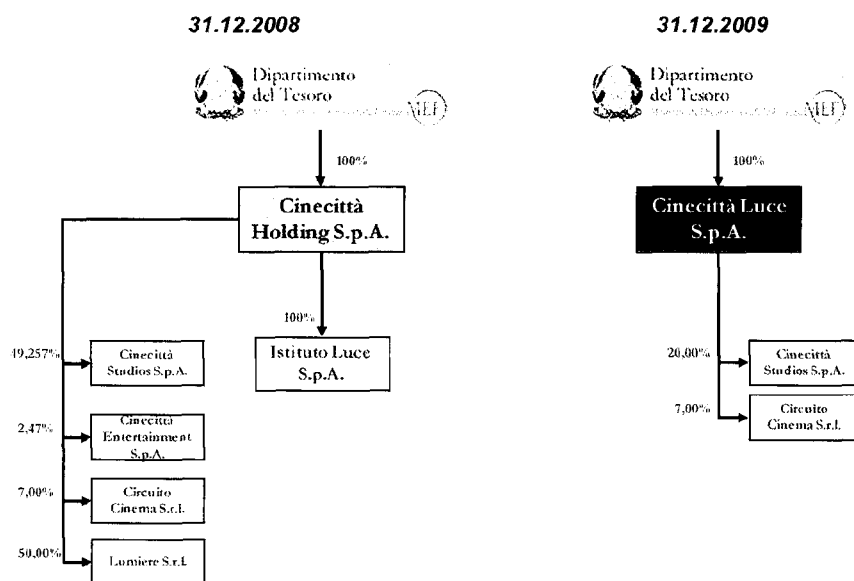 31.12.2008
Dipartimento
del Tesoro
MEF
100%
Cinecittà
Holding S.p.A.
100%
Istituto Luce
S.p.A.
49,257%
Cinecittà
Studios S.p.A.
2,47%
Cinecittà
Entertainment
S.p.A.
7,00%
Circuito
Cinema S.r.l.
50,00%
Lumiere S.r.l.
31.12.2009
Dipartimento
del Tesoro
MEF
100%
Cinecittà Luce
S.p.A.
20,00%
Cinecittà
Studios S.p.A.
7,00%
Circuito
Cinema S.r.l.